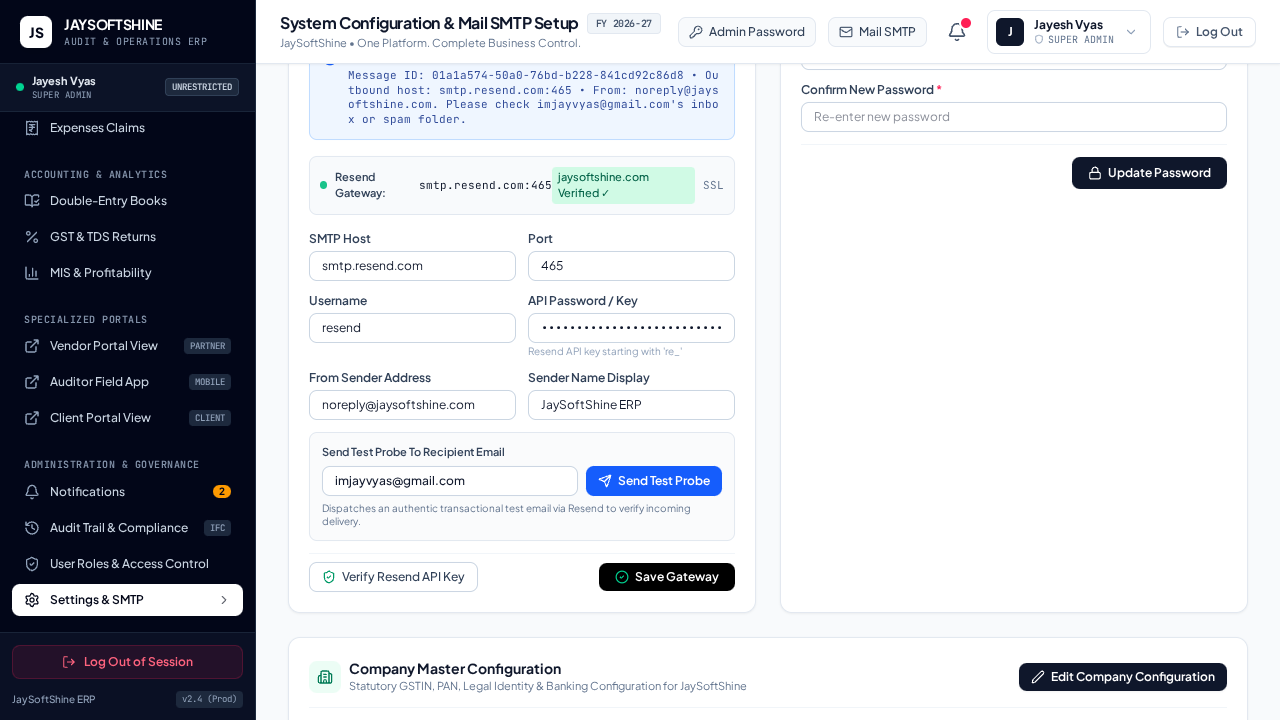 JS
JAYSOFTSHINE
AUDIT & OPERATIONS ERP
Jayesh Vyas
SUPER ADMIN
UNRESTRICTED
Expenses Claims
ACCOUNTING & ANALYTICS
Double-Entry Books
GST & TDS Returns
MIS & Profitability
SPECIALIZED PORTALS
Vendor Portal View
PARTNER
Auditor Field App
MOBILE
Client Portal View
CLIENT
ADMINISTRATION & GOVERNANCE
Notifications
2
Audit Trail & Compliance
IFC
User Roles & Access Control
Settings & SMTP
Log Out of Session
JaySoftShine ERP
v2.4 (Prod)
System Configuration & Mail SMTP Setup
FY 2026-27
JaySoftShine • One Platform. Complete Business Control.
Admin Password
Mail SMTP
J
Jayesh Vyas
SUPER ADMIN
Log Out
Message ID: 01a1a574-50a0-76bd-b228-841cd92c86d8 • Ou
tbound host: smtp.resend.com:465 • From: noreply@jays
oftshine.com. Please check imjayvyas@gmail.com's inbo
x or spam folder.
Resend
Gateway:
smtp.resend.com:465
jaysoftshine.com
Verified ✓
SSL
SMTP Host
Port
smtp.resend.com
465
Username
API Password / Key
resend
••••••••••••••••••••••••••
Resend API key starting with 're_'
From Sender Address
Sender Name Display
noreply@jaysoftshine.com
JaySoftShine ERP
Send Test Probe To Recipient Email
imjayvyas@gmail.com
Send Test Probe
Dispatches an authentic transactional test email via Resend to verify incoming
delivery.
Verify Resend API Key
Save Gateway
Confirm New Password *
Re-enter new password
Update Password
Company Master Configuration
Statutory GSTIN, PAN, Legal Identity & Banking Configuration for JaySoftShine
Edit Company Configuration